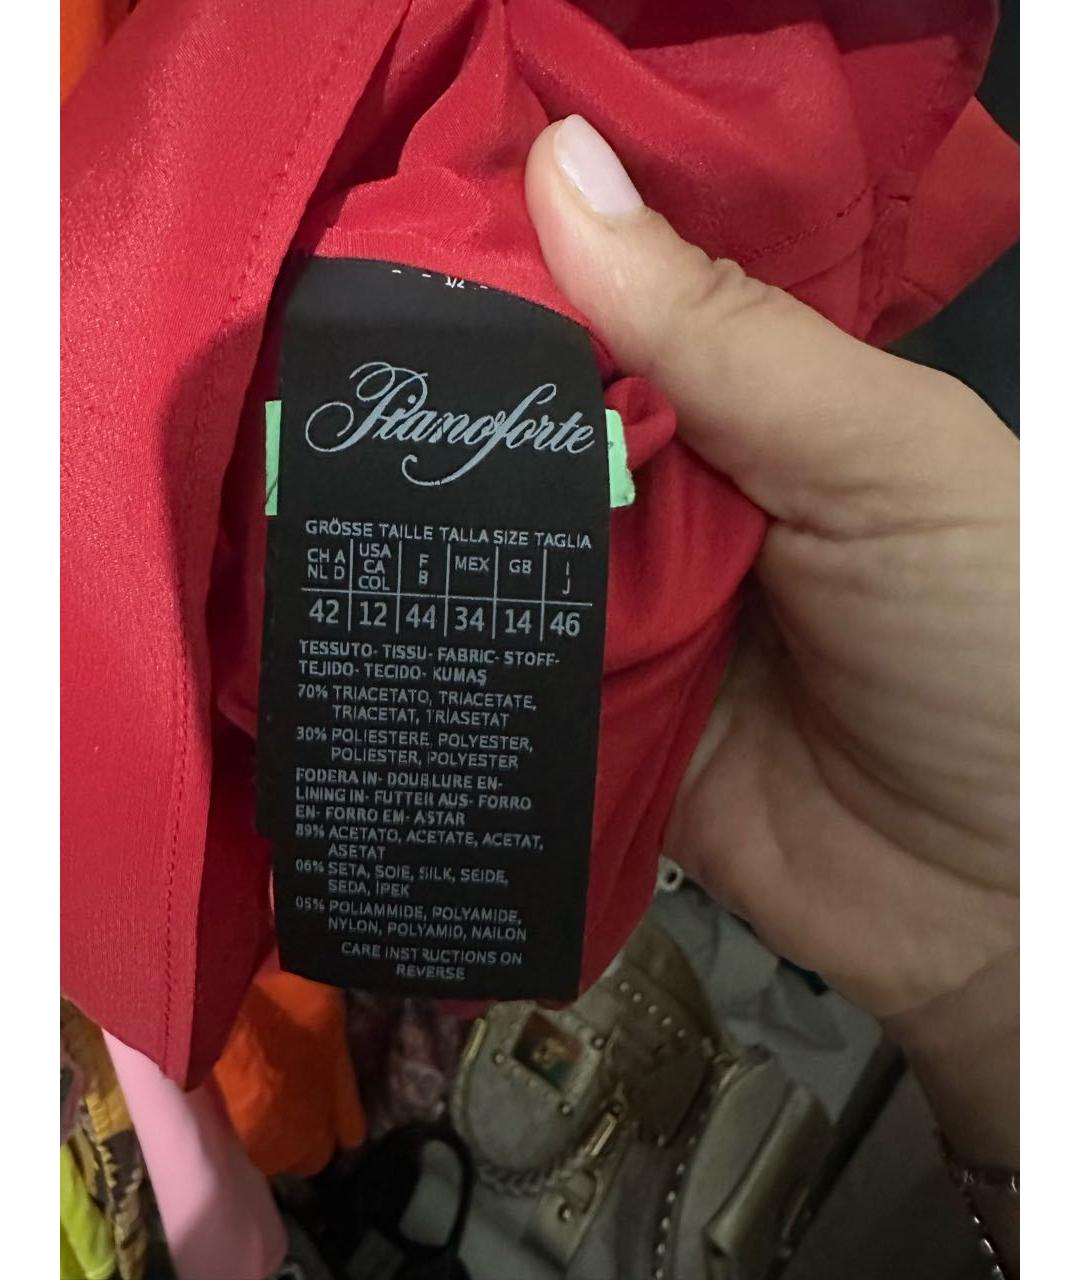 1/2
Pianoforte
GRÖSSE TAILLE TALLA SIZE TAGLIA
CH A NL D USA CA COL F B MEX GB I J
42 12 44 34 14 46
TESSUTO- TISSU- FABRIC- STOFF-
TEJIDO- TECIDO- KUMAŞ
70% TRIACETATO, TRIACETATE,
TRIACETAT, TRIASETAT
30% POLIESTERE, POLYESTER,
POLIESTER, POLYESTER
FODERA IN- DOUBLURE EN-
LINING IN- FUTTER AUS- FORRO
EN- FORRO EM- ASTAR
89% ACETATO, ACETATE, ACETAT,
ASETAT
06% SETA, SOIE, SILK, SEIDE,
SEDA, İPEK
05% POLIAMMIDE, POLYAMIDE,
NYLON, POLYAMID, NAILON
CARE INSTRUCTIONS ON
REVERSE